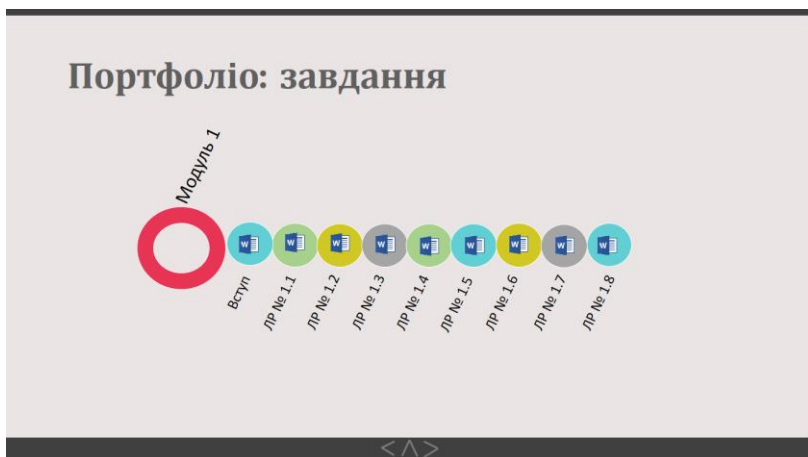 Портфоліо: завдання
Модуль 1
Вступ
ЛР № 1.1
ЛР № 1.2
ЛР № 1.3
ЛР № 1.4
ЛР № 1.5
ЛР № 1.6
ЛР № 1.7
ЛР № 1.8